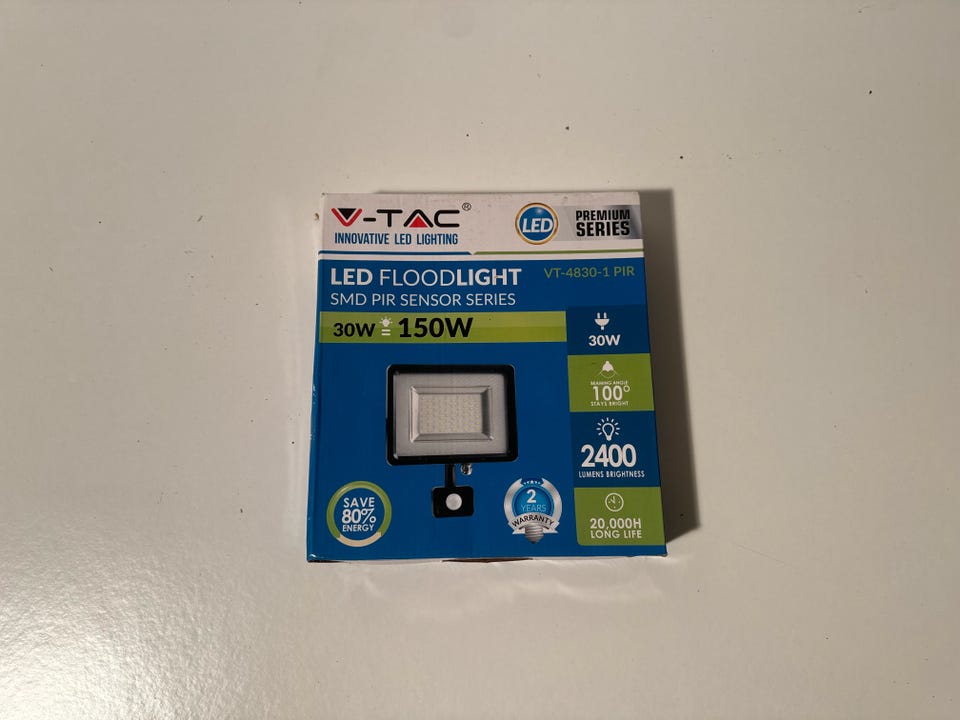 V-TAC®
INNOVATIVE LED LIGHTING
LED
PREMIUM
SERIES
LED FLOODLIGHT
VT-4830-1 PIR
SMD PIR SENSOR SERIES
30W = 150W
30W
BEAMING ANGLE
100°
STAYS BRIGHT
2400
LUMENS BRIGHTNESS
SAVE
80%
ENERGY
2
YEARS
WARRANTY
20,000H
LONG LIFE